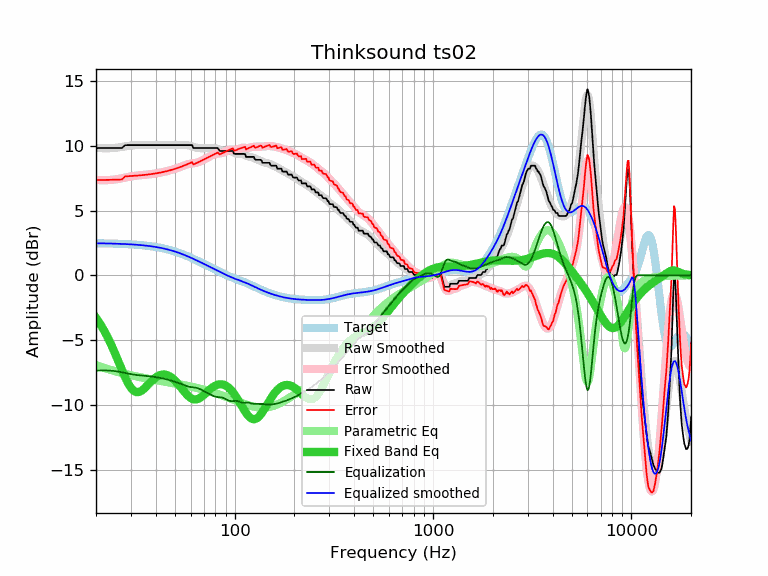 Thinksound ts02
Amplitude (dBr)
15
10
5
0
−5
−10
−15
Target
Raw Smoothed
Error Smoothed
Raw
Error
Parametric Eq
Fixed Band Eq
Equalization
Equalized smoothed
100
1000
10000
Frequency (Hz)